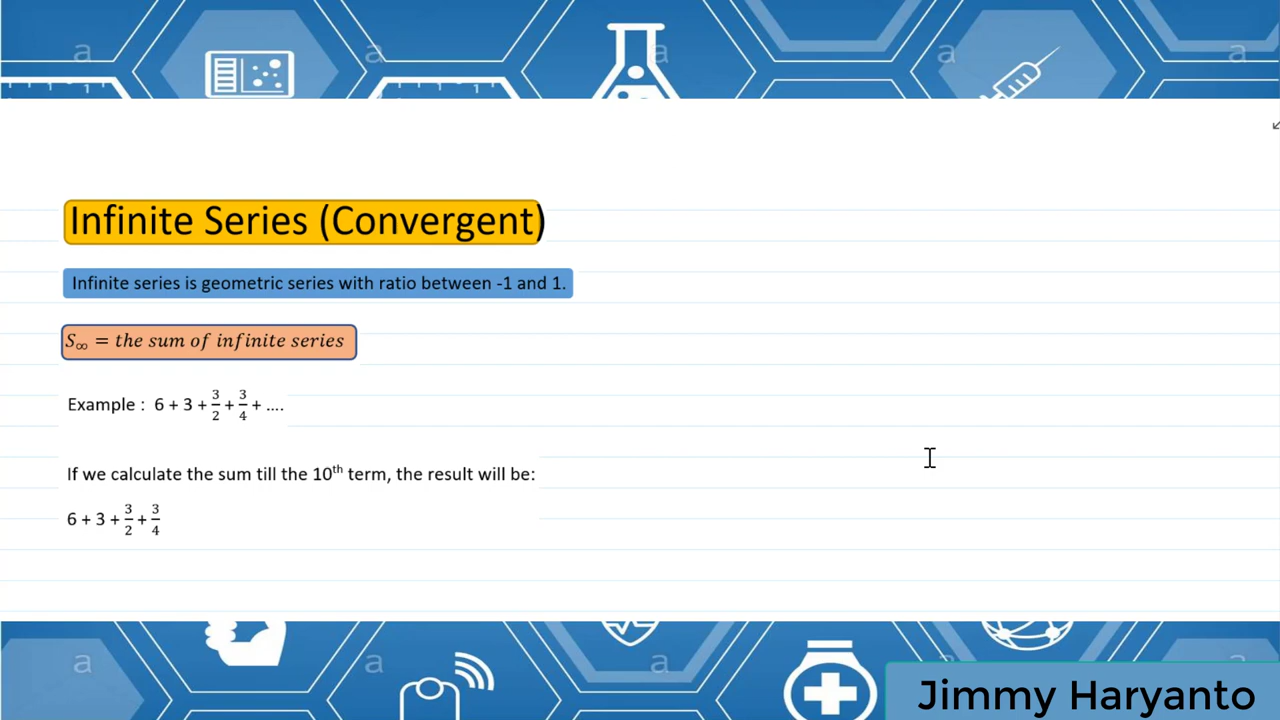 a a a a a
Infinite Series (Convergent)
Infinite series is geometric series with ratio between -1 and 1.
S∞ = the sum of infinite series
Example : 6 + 3 + 3/2 + 3/4 + ....
If we calculate the sum till the 10th term, the result will be:
6 + 3 + 3/2 + 3/4
a a a a a
Jimmy Haryanto